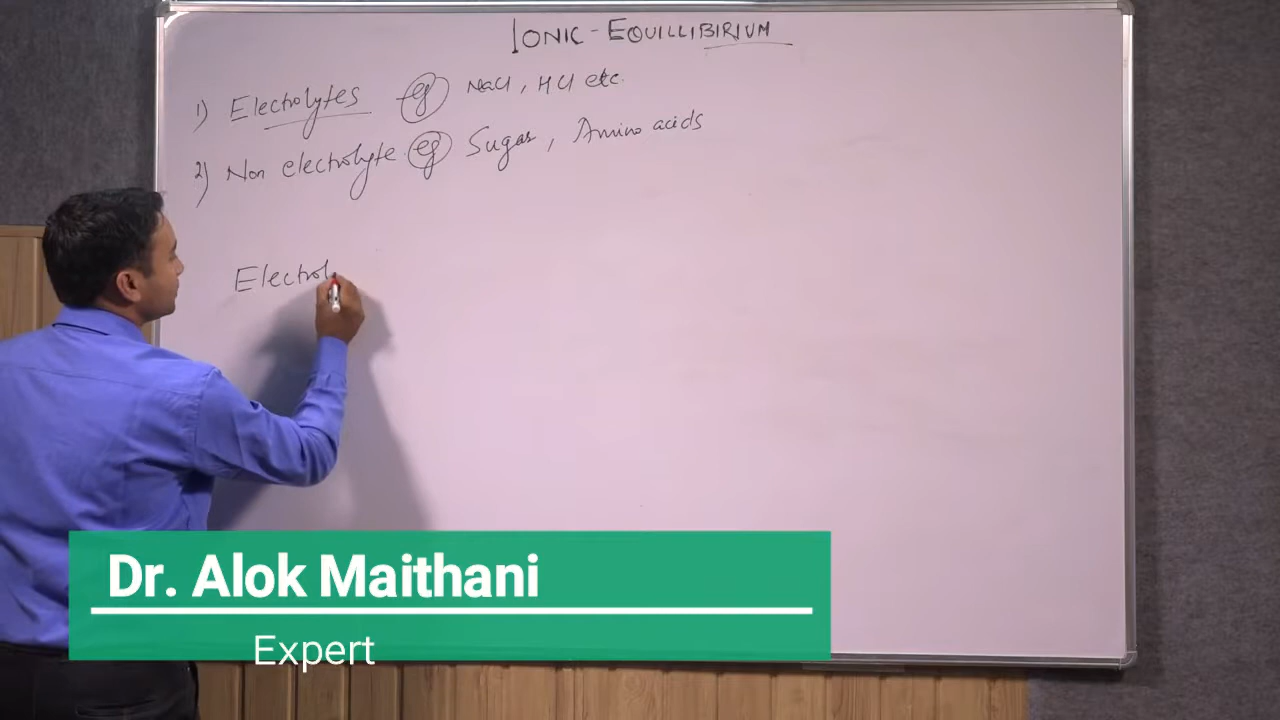 IONIC - EQUILLIBIRIUM
1) Electrolytes eg NaCl, HCl etc.
2) Non electrolyte. eg Sugar, Amino acids
Electrol
Dr. Alok Maithani
Expert